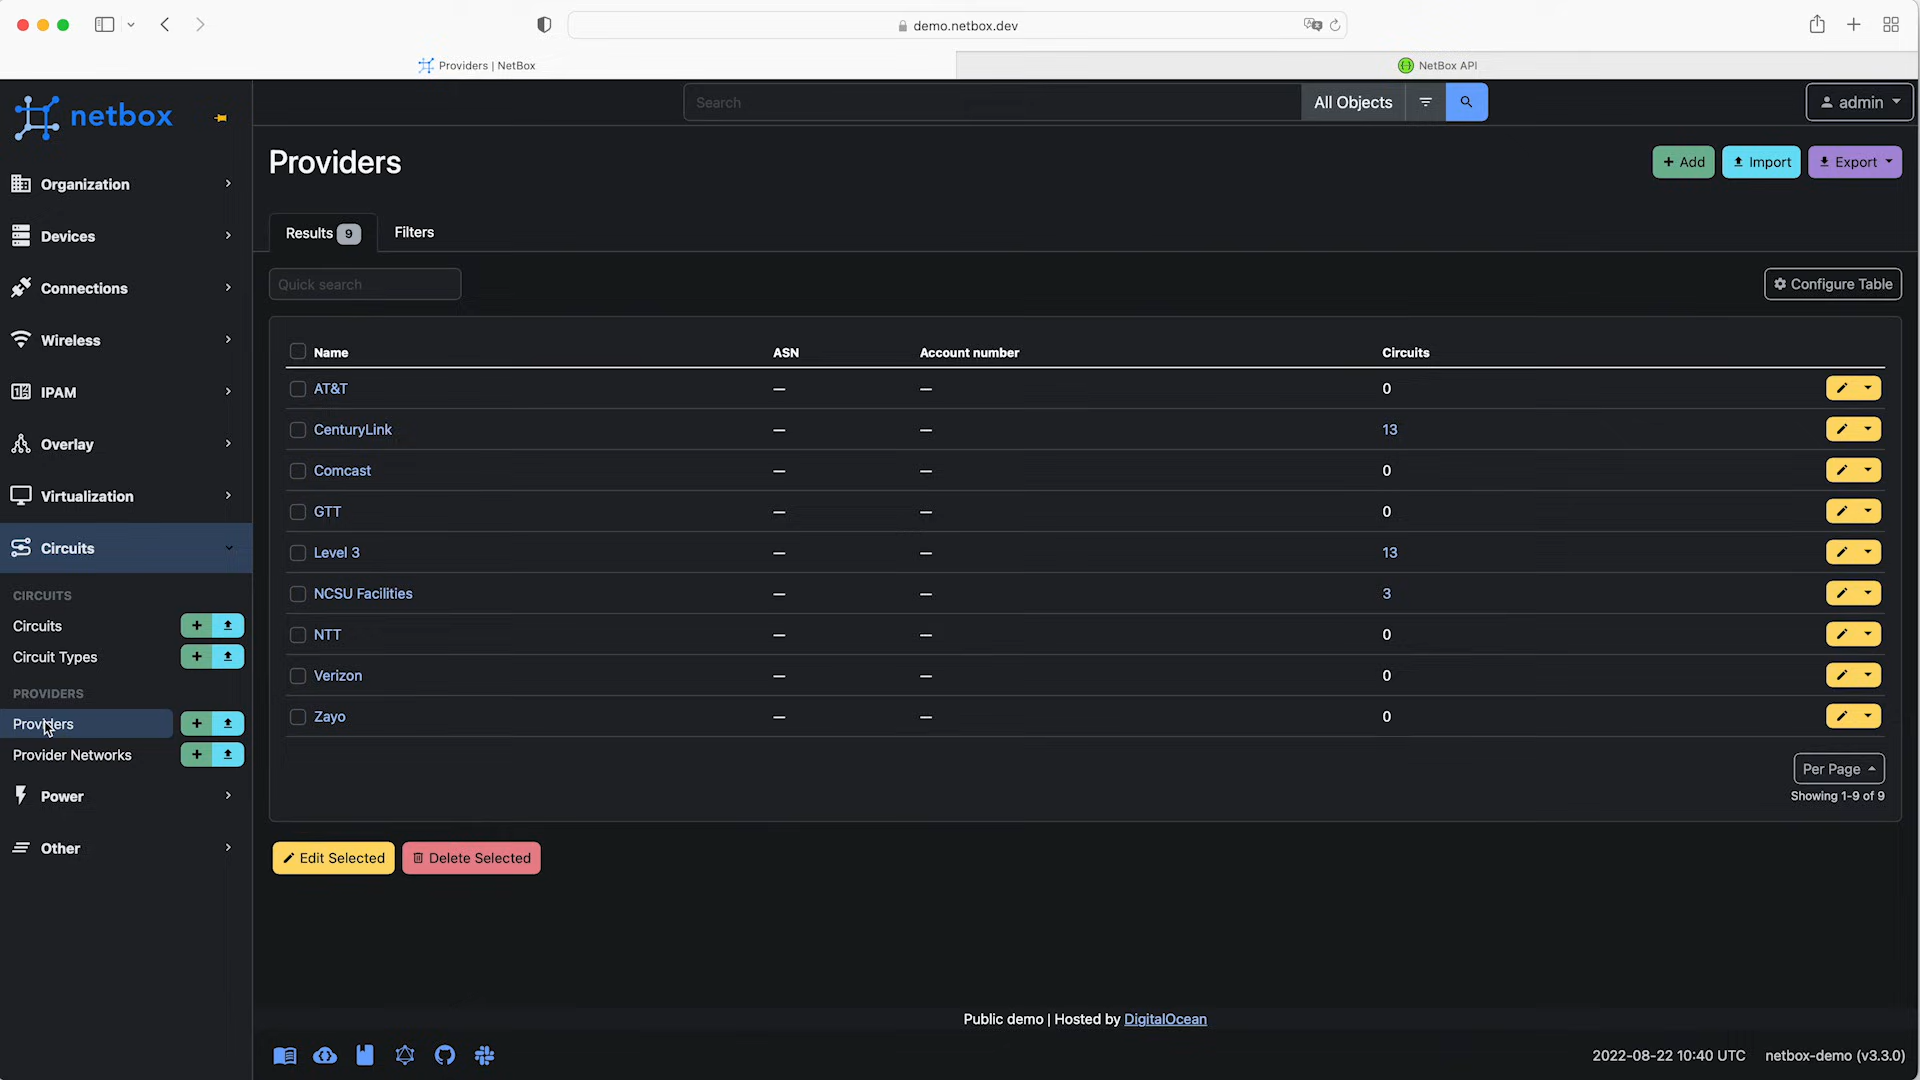 demo.netbox.dev
Providers | NetBox
NetBox API
netbox
Search
All Objects
admin
Providers
+ Add
Import
Export
Organization
Devices
Connections
Wireless
IPAM
Overlay
Virtualization
Circuits
CIRCUITS
Circuits
Circuit Types
PROVIDERS
Providers
Provider Networks
Power
Other
Results 9
Filters
Quick search
Configure Table
Name ASN Account number Circuits
AT&T — — 0
CenturyLink — — 13
Comcast — — 0
GTT — — 0
Level 3 — — 13
NCSU Facilities — — 3
NTT — — 0
Verizon — — 0
Zayo — — 0
Per Page
Showing 1-9 of 9
Edit Selected
Delete Selected
Public demo | Hosted by DigitalOcean
2022-08-22 10:40 UTC netbox-demo (v3.3.0)